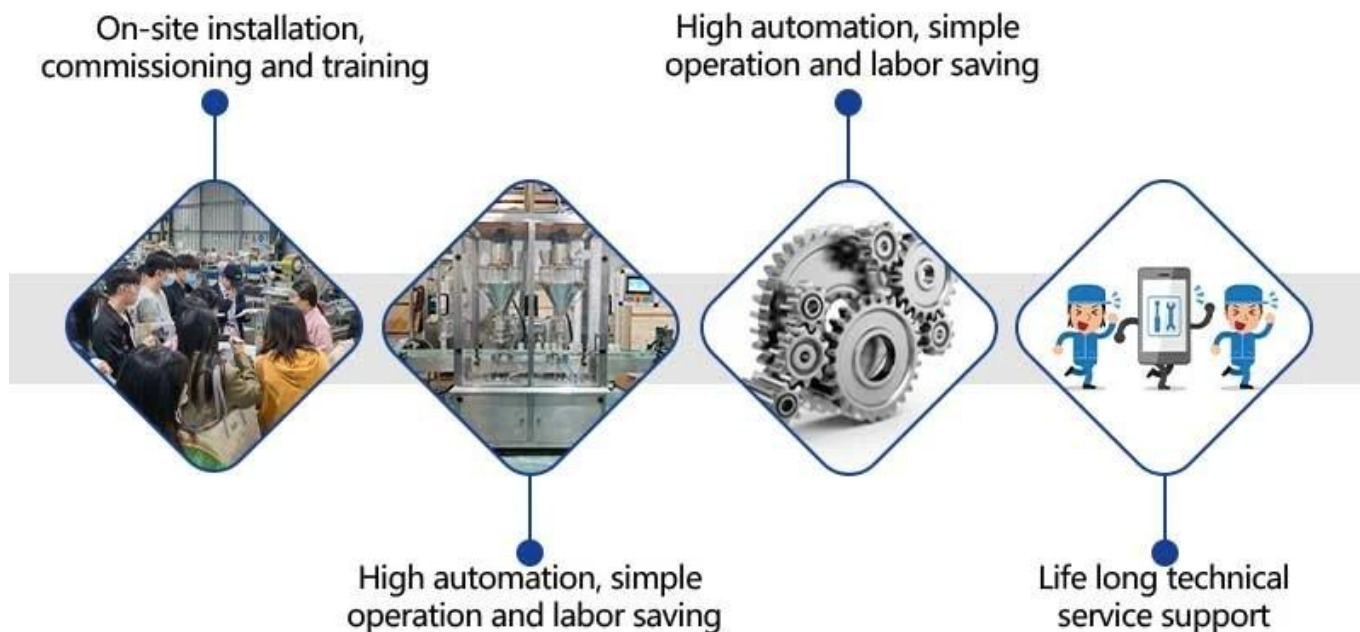 On-site installation,
commissioning and training
High automation, simple
operation and labor saving
High automation, simple
operation and labor saving
Life long technical
service support